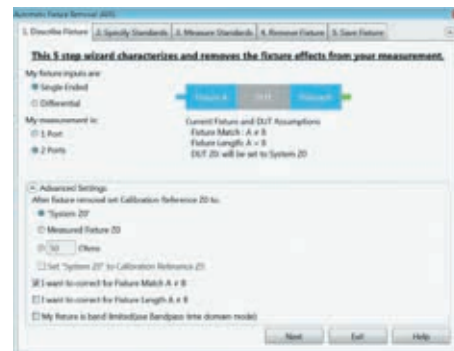 Automatic Fixture Removal (AFR)
1. Describe Fixture 2. Specify Standards 3. Measure Standards 4. Remove Fixture 5. Save Fixture
This 5 step wizard characterizes and removes the fixture effects from your measurement.
My fixture inputs are:
Single Ended
Differential
My measurement is:
1 Port
2 Ports
Fixture A DUT Fixture B
Current Fixture and DUT Assumptions
Fixture Match : A ≠ B
Fixture Length: A = B
DUT Z0: will be set to System Z0
Advanced Settings
After fixture removal set Calibration Reference Z0 to:
"System Z0"
Measured Fixture Z0
50 Ohms
Set "System Z0" to Calibration Reference Z0
I want to correct for Fixture Match A ≠ B
I want to correct for Fixture Length A ≠ B
My fixture is band limited(use Bandpass time domain mode)
Next Exit Help